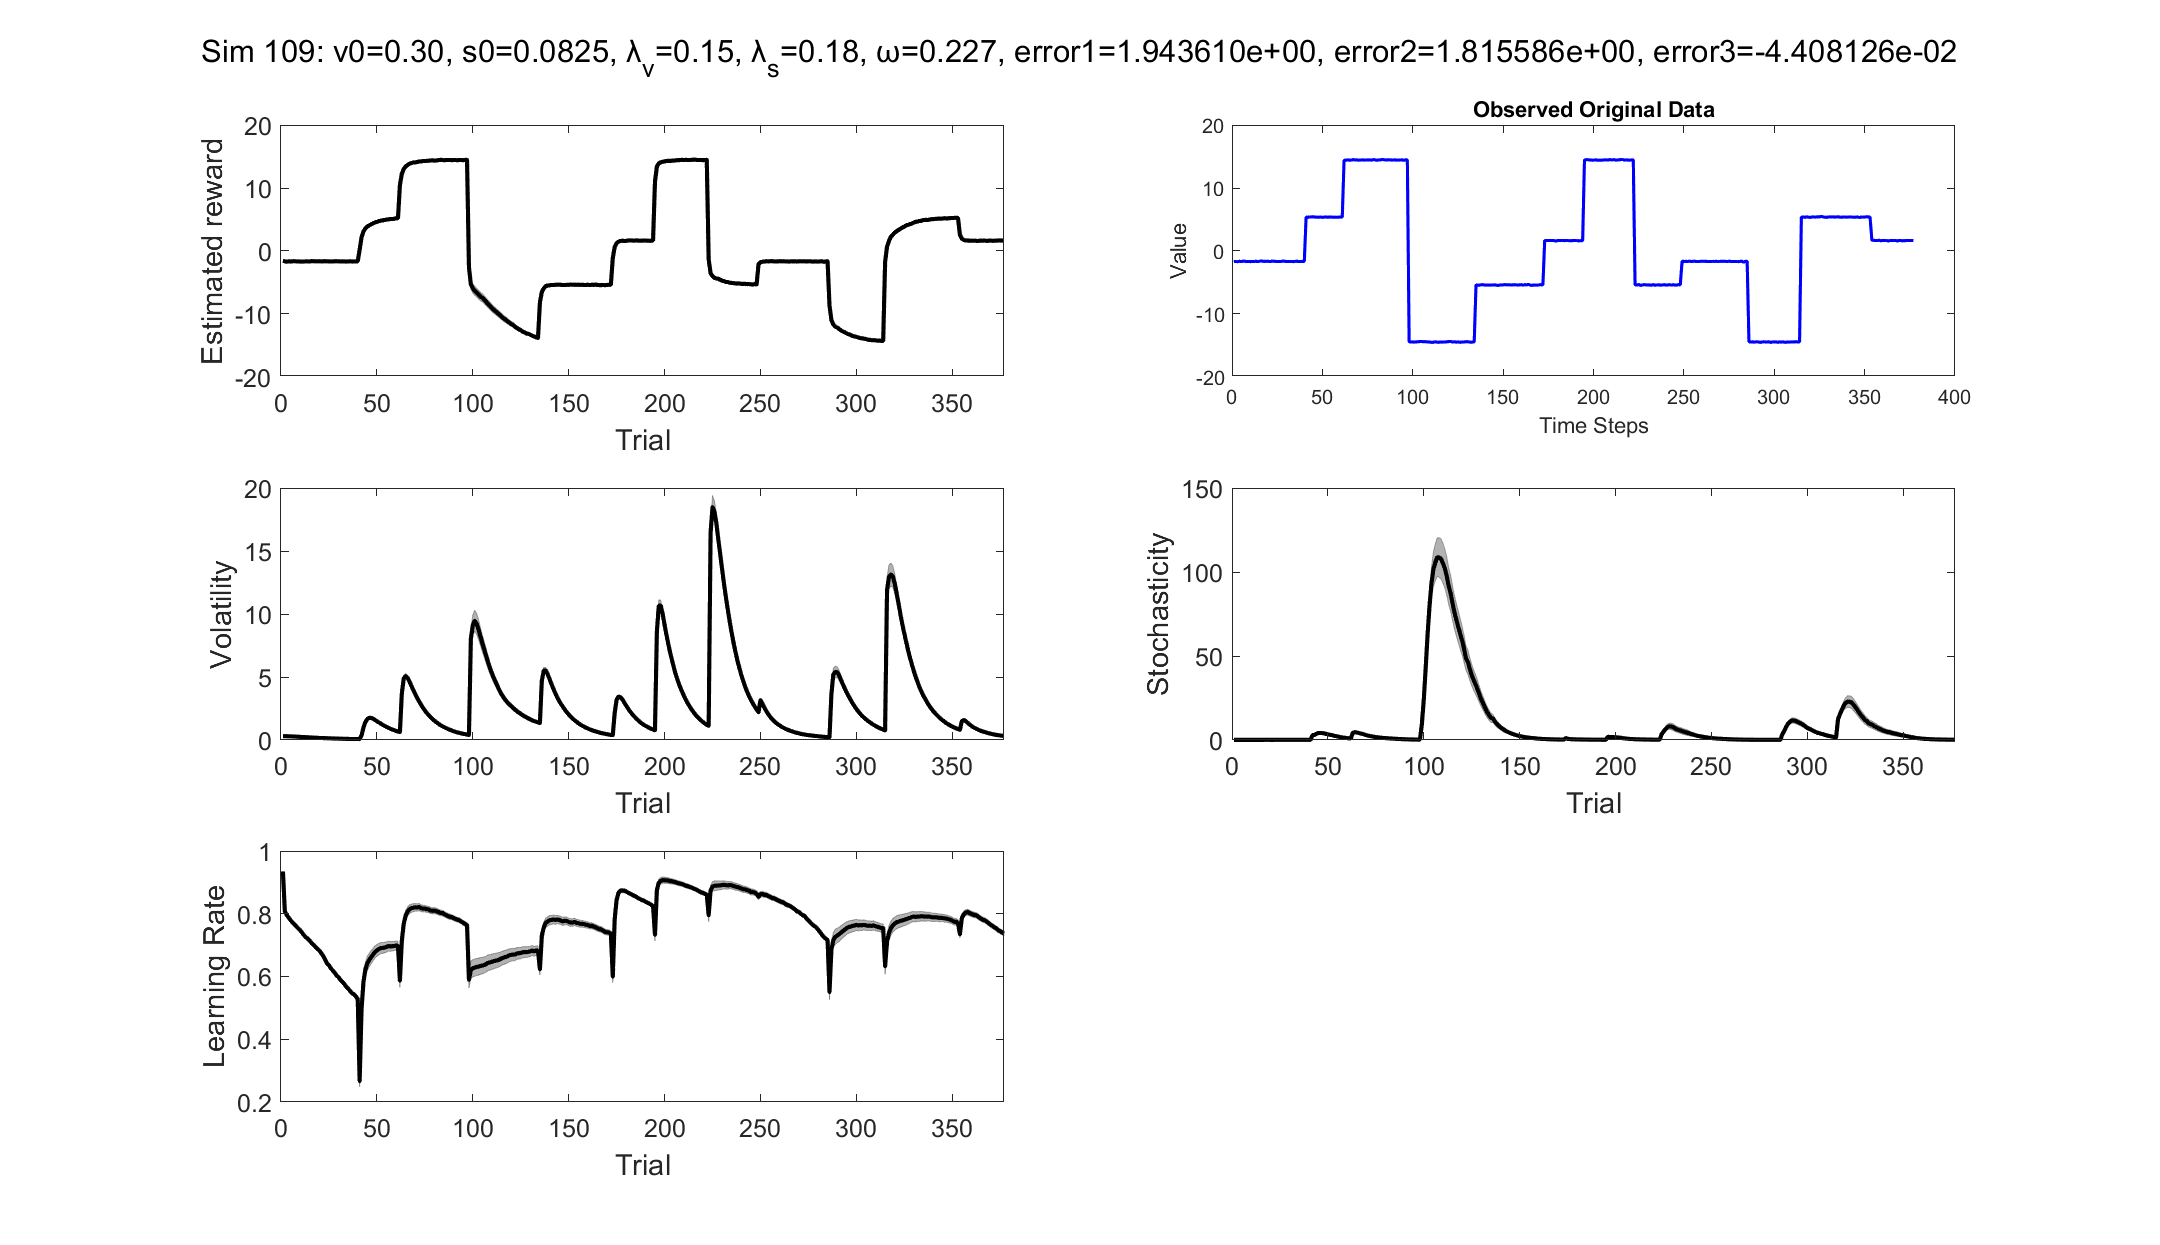 Sim 109: v0=0.30, s0=0.0825, λv=0.15, λs=0.18, ω=0.227, error1=1.943610e+00, error2=1.815586e+00, error3=-4.408126e-02
Estimated reward
20
10
0
-10
-20
0 50 100 150 200 250 300 350
Trial
Observed Original Data
Value
20
10
0
-10
-20
0 50 100 150 200 250 300 350 400
Time Steps
Volatility
20
15
10
5
0
0 50 100 150 200 250 300 350
Trial
Stochasticity
150
100
50
0
0 50 100 150 200 250 300 350
Trial
Learning Rate
1
0.8
0.6
0.4
0.2
0 50 100 150 200 250 300 350
Trial